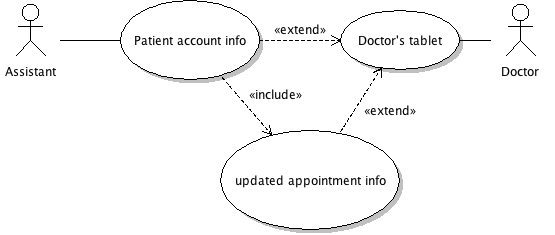 «extend»
Patient account info
Doctor's tablet
Assistant
Doctor
«include»
«extend»
updated appointment info